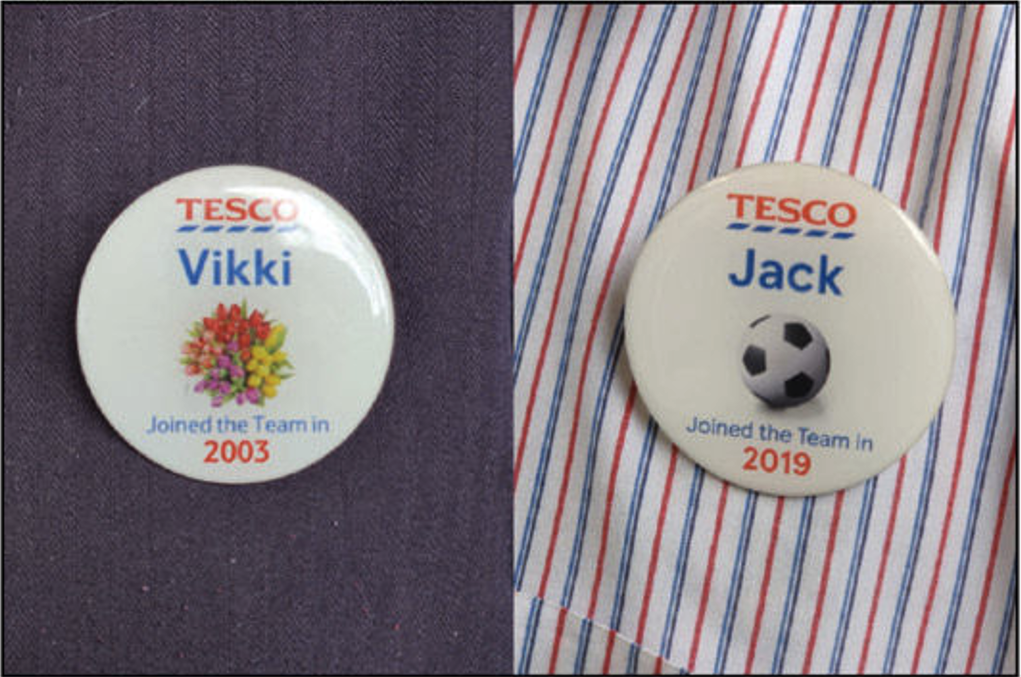 TESCO
Vikki
Joined the Team in
2003
TESCO
Jack
Joined the Team in
2019